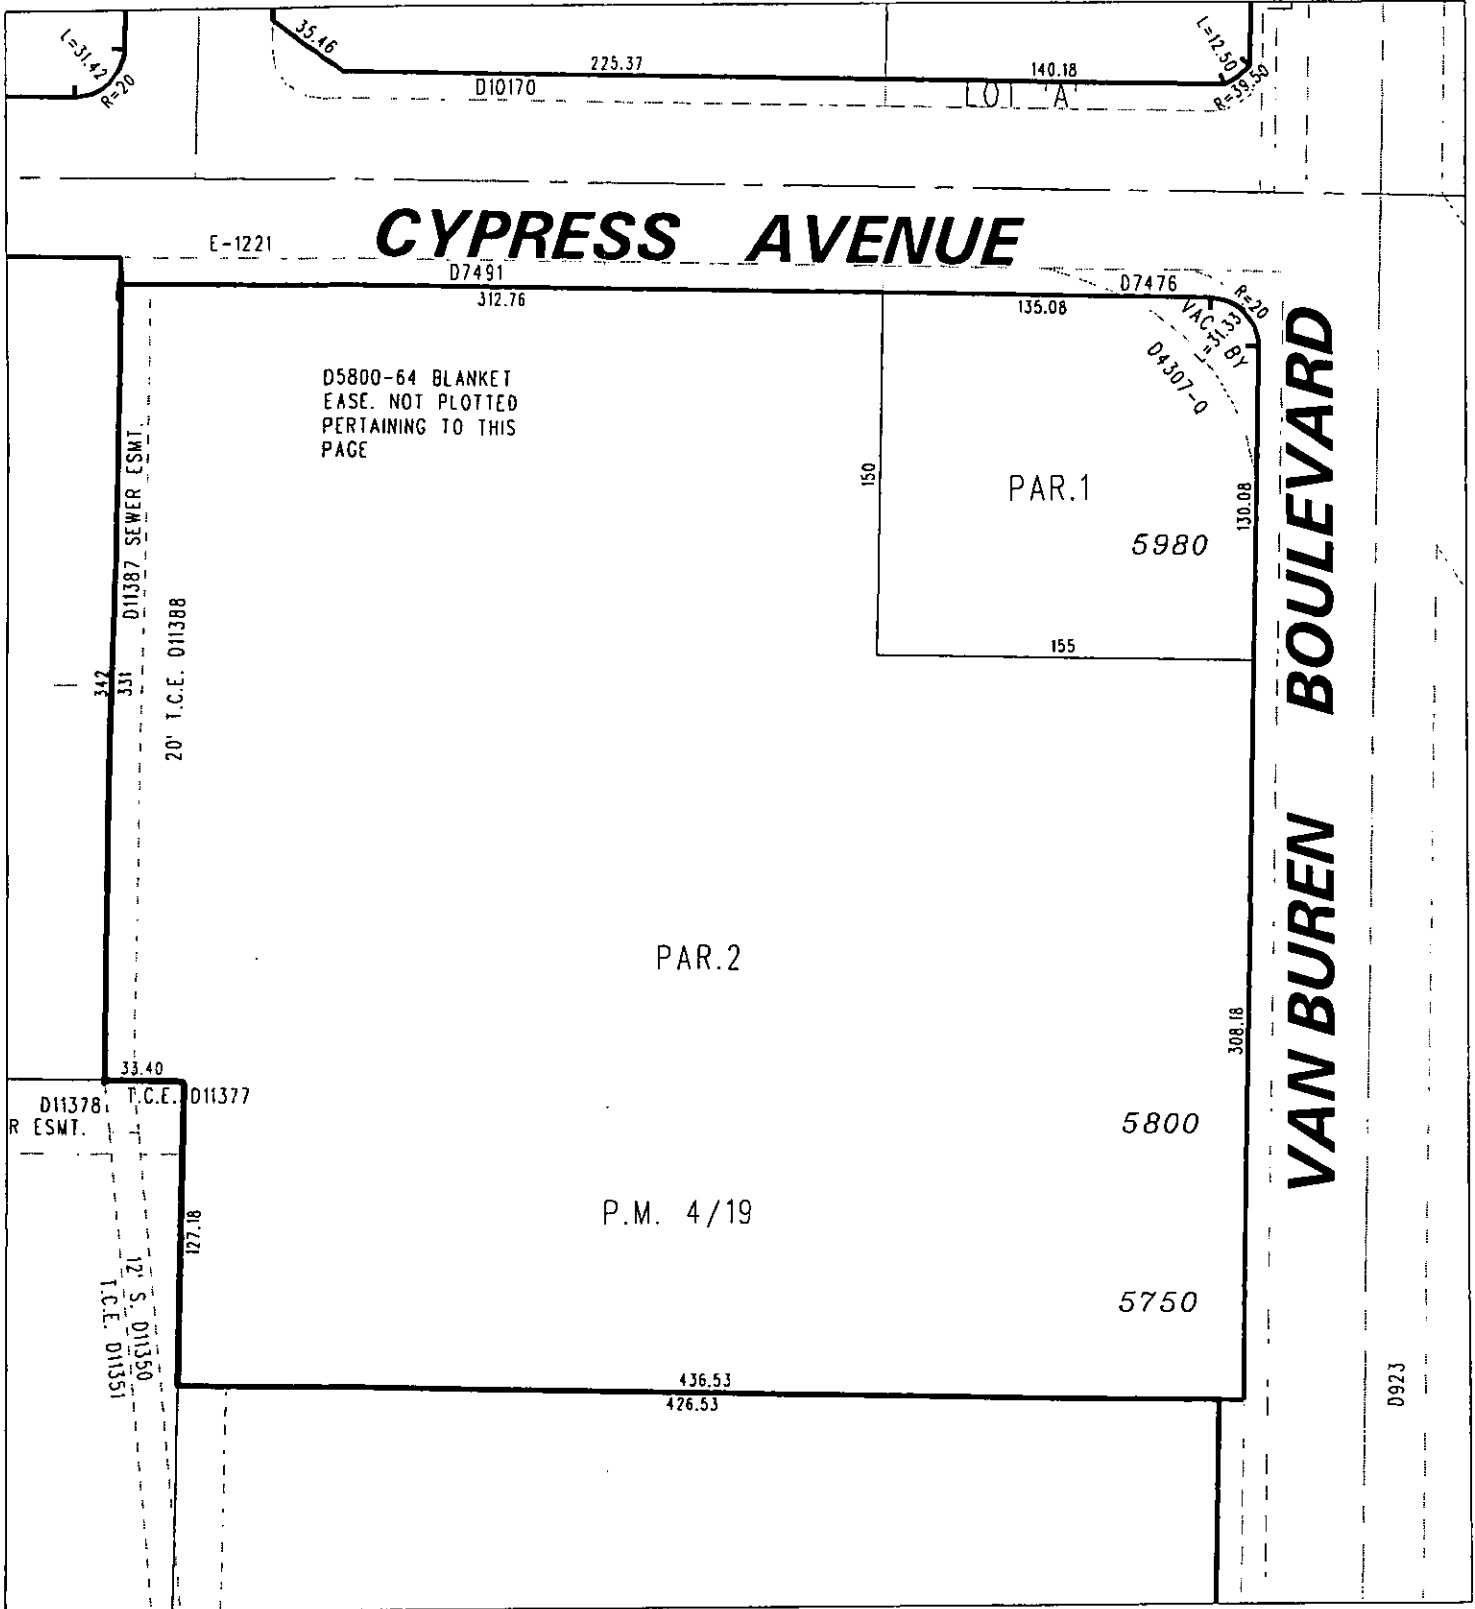 L=31.42
R=20
35.46
225.37
140.18
L=12.50
R=39.50
D10170
LOT 'A'
CYPRESS AVENUE
E-1221
D7491
312.76
D7476
135.08
R=20
L=31.33
VAC. BY
D4307-Q
D5800-64 BLANKET
EASE. NOT PLOTTED
PERTAINING TO THIS
PAGE
150
PAR.1
5980
130.08
155
VAN BUREN BOULEVARD
D11387 SEWER ESMT.
20' T.C.E. D11388
342
331
PAR.2
308.18
33.40
T.C.E. D11377
D11378
R ESMT.
5800
P.M. 4/19
127.18
12' S. D11350
T.C.E. D11351
5750
436.53
426.53
D923